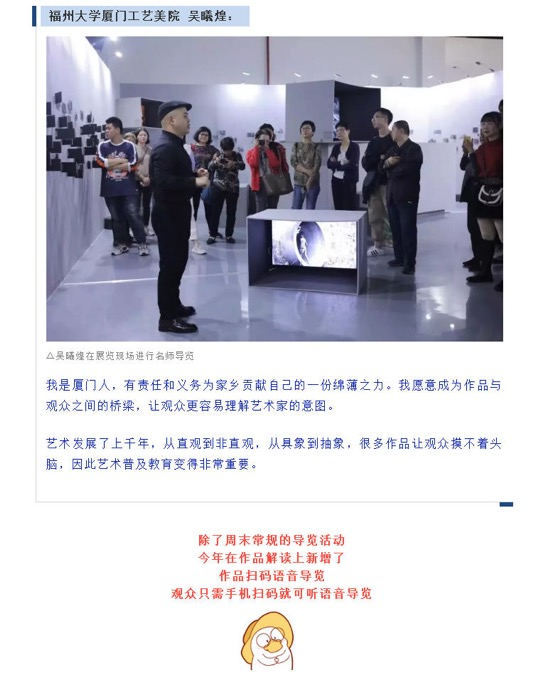 福州大学厦门工艺美院 吴曦煌：
△吴曦煌在展览现场进行名师导览
我是厦门人，有责任和义务为家乡贡献自己的一份绵薄之力。我愿意成为作品与
观众之间的桥梁，让观众更容易理解艺术家的意图。
艺术发展了上千年，从直观到非直观，从具象到抽象，很多作品让观众摸不着头
脑，因此艺术普及教育变得非常重要。
除了周末常规的导览活动
今年在作品解读上新增了
作品扫码语音导览
观众只需手机扫码就可听语音导览